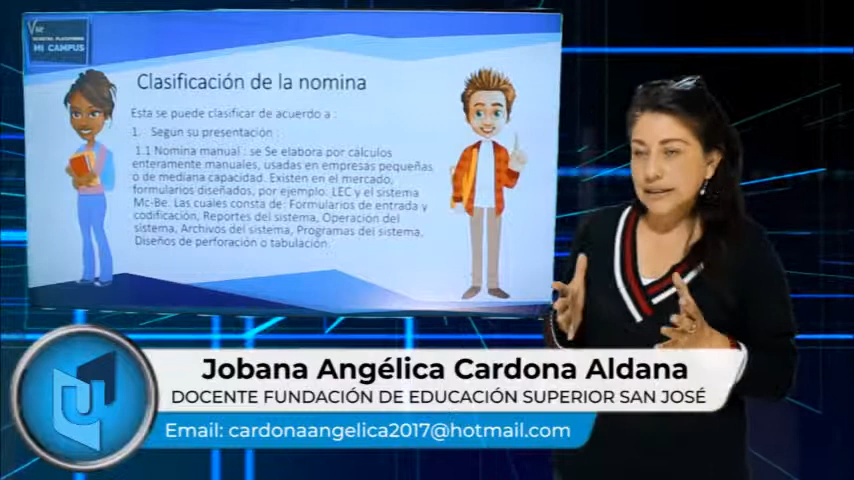 MI CAMPUS
Clasificación de la nomina
Esta se puede clasificar de acuerdo a :
1. Segun su presentación :
1.1 Nomina manual : se Se elabora por cálculos
enteramente manuales, usadas en empresas pequeñas
o de mediana capacidad. Existen en el mercado,
formularios diseñados, por ejemplo: LEC y el sistema
Mc-Be. Las cuales consta de: Formularios de entrada y
codificación, Reportes del sistema, Operación del
sistema, Archivos del sistema, Programas del sistema,
Diseños de perforación o tabulación.
Jobana Angélica Cardona Aldana
DOCENTE FUNDACIÓN DE EDUCACIÓN SUPERIOR SAN JOSÉ
Email: cardonaangelica2017@hotmail.com